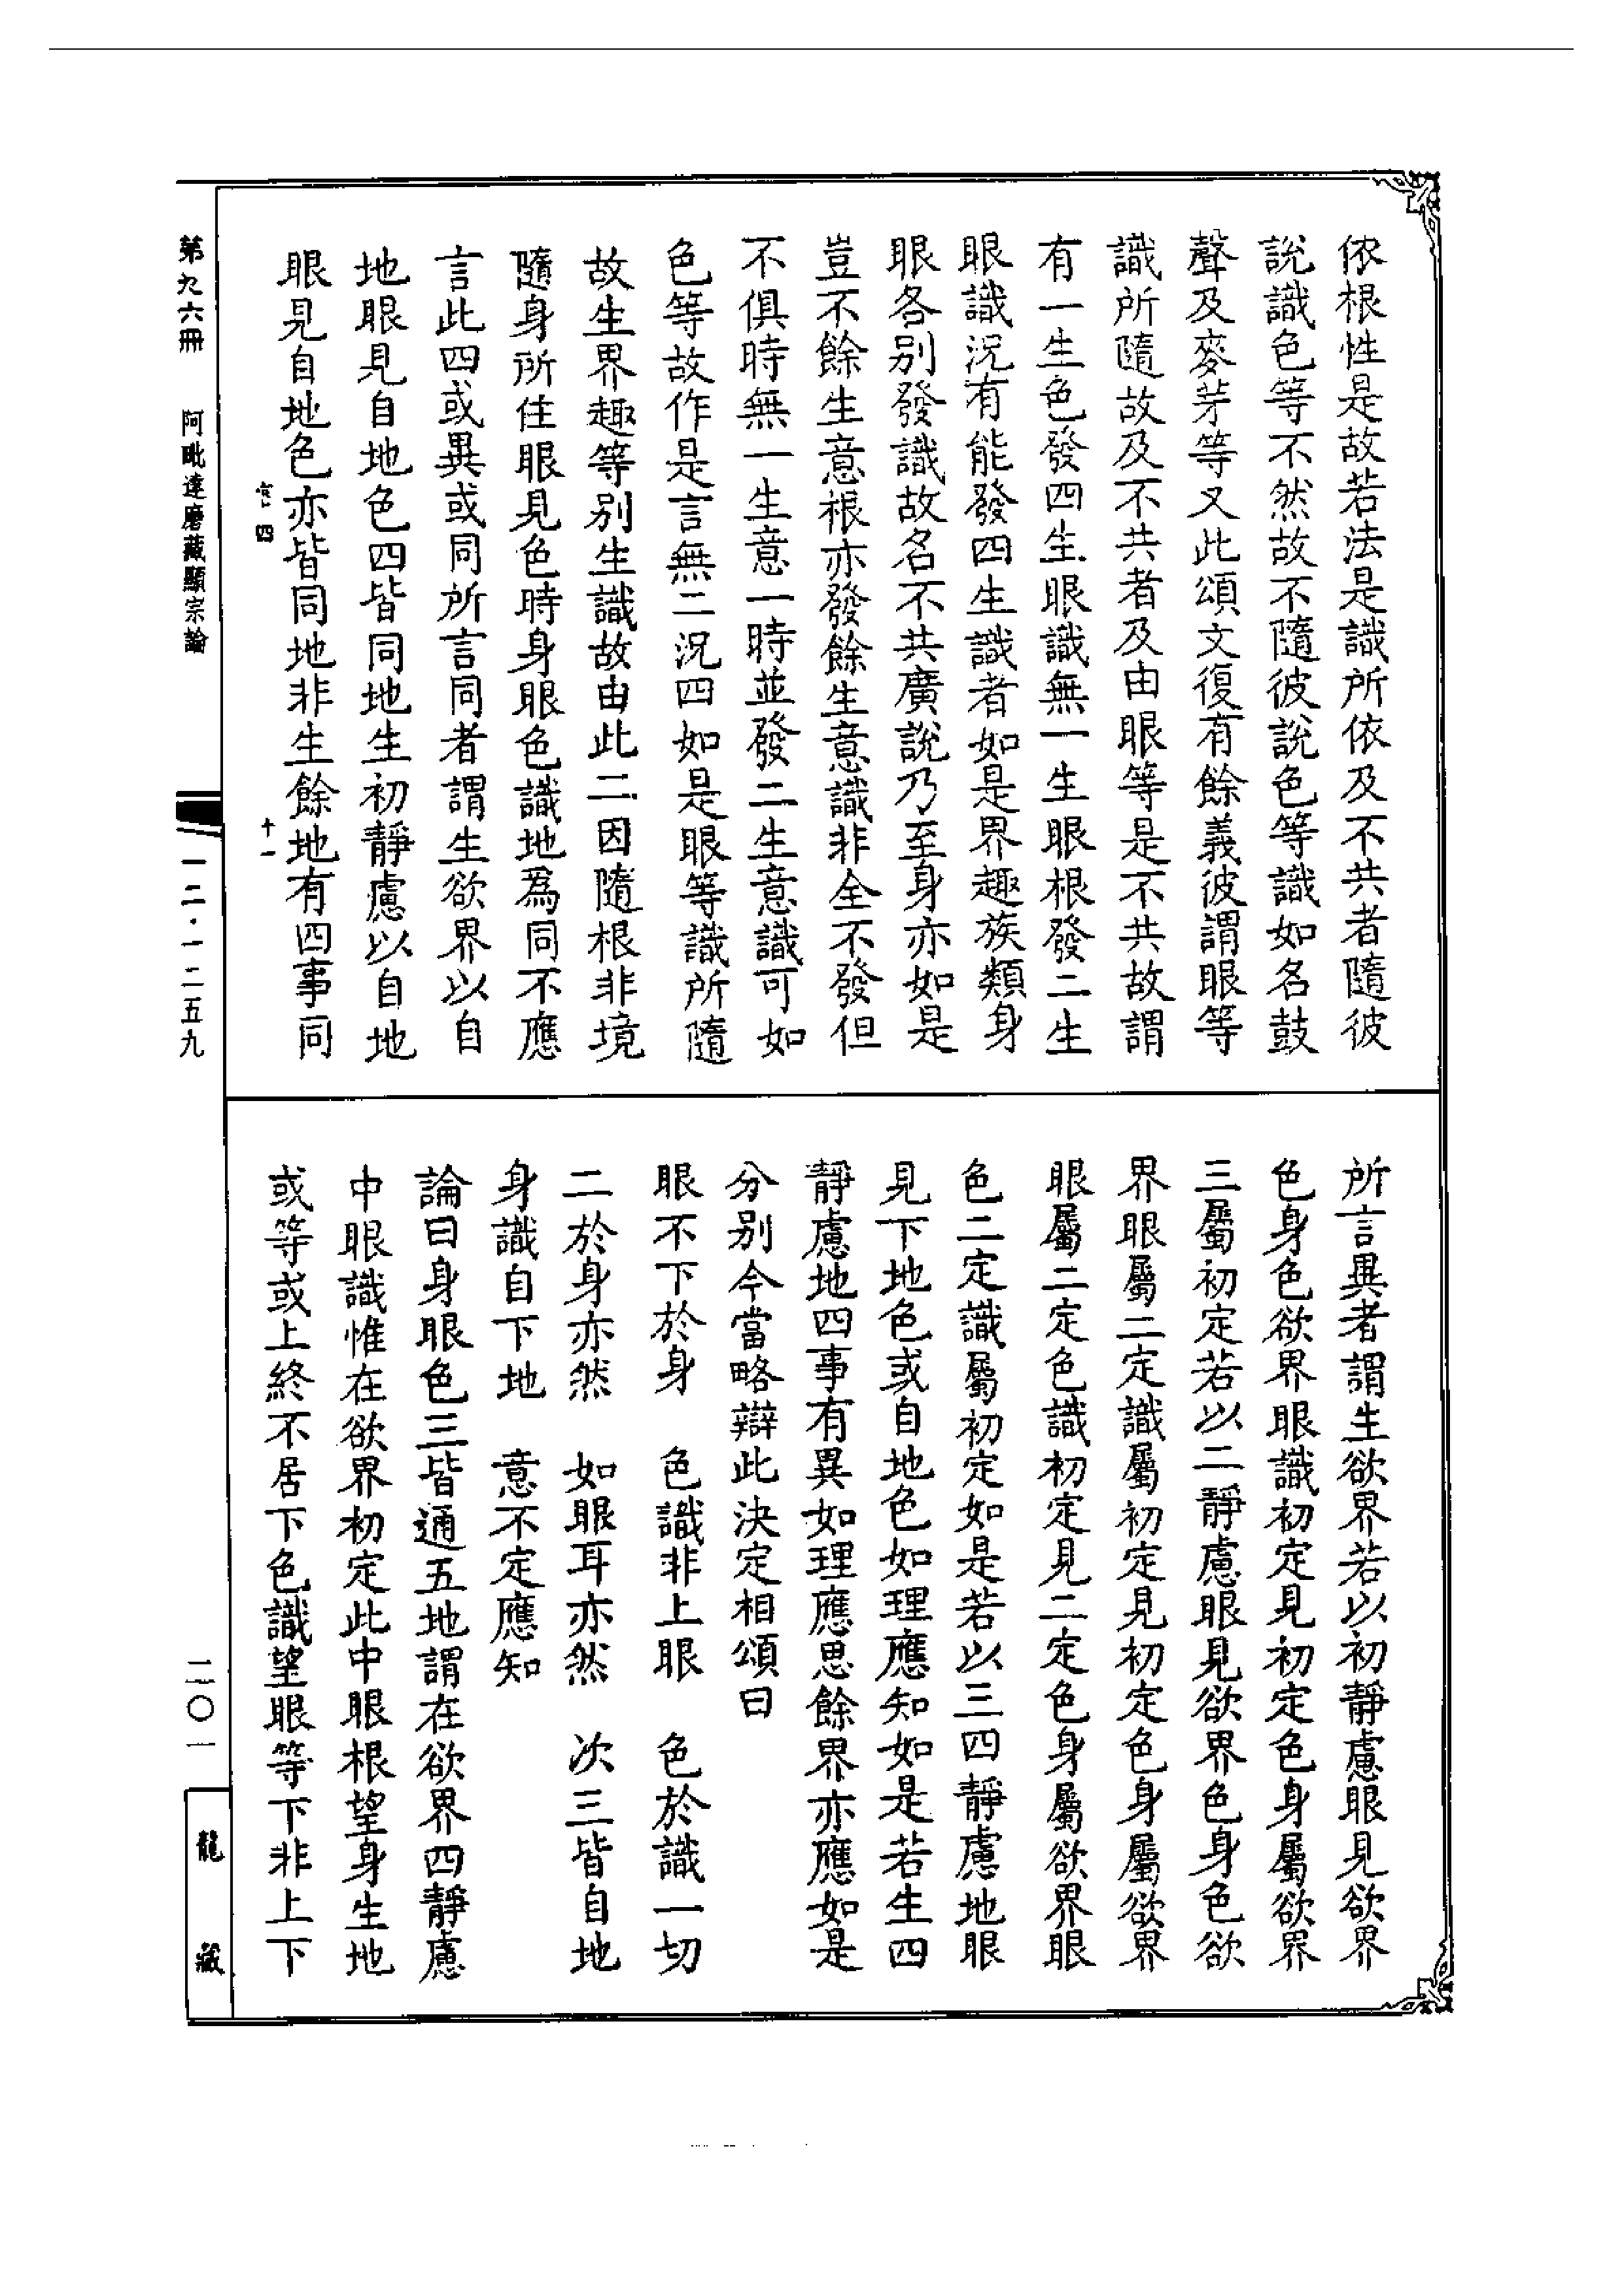 依根性是故若法是識所依及不共者隨彼
說識色等不然故不隨彼說色等識如名鼓
聲及麥芽等又此頌文復有餘義彼謂眼等
識所隨故及不共者及由眼等是不共故謂
有一生色發四生眼識無一生眼根發二生
眼識況有能發四生識者如是界趣族類身
眼各別發識故名不共廣說乃至身亦如是
豈不餘生意根亦發餘生意識非全不發但
不俱時無一生意一時並發二生意識可如
色等故作是言無二況四如是眼等識所隨
故生界趣等別生識故由此二因隨根非境
隨身所住眼見色時身眼色識地為同不應
言此四或異或同所言同者謂生欲界以自
地眼見自地色四皆同地生初靜慮以自地
眼見自地色亦皆同地非生餘地有四事同
所言異者謂生欲界若以初靜慮眼見欲界
色身色欲界眼識初定見初定色身屬欲界
三屬初定若以二靜慮眼見欲界色身色欲
界眼屬二定識屬初定見初定色身屬欲界
眼屬二定色識初定見二定色身屬欲界眼
色二定識屬初定如是若以三四靜慮地眼
見下地色或自地色如理應知如是若生四
靜慮地四事有異如理應思餘界亦應如是
分別今當略辯此決定相頌曰
眼不下於身 色識非上眼 色於識一切
二於身亦然 如眼耳亦然 次三皆自地
身識自下地 意不定應知
論曰身眼色三皆通五地謂在欲界四靜慮
中眼識惟在欲界初定此中眼根望身生地
或等或上終不居下色識望眼等下非上下
第九六冊 阿毗達磨藏顯宗論
四 十一
一二·一二五九
二〇一
龍藏